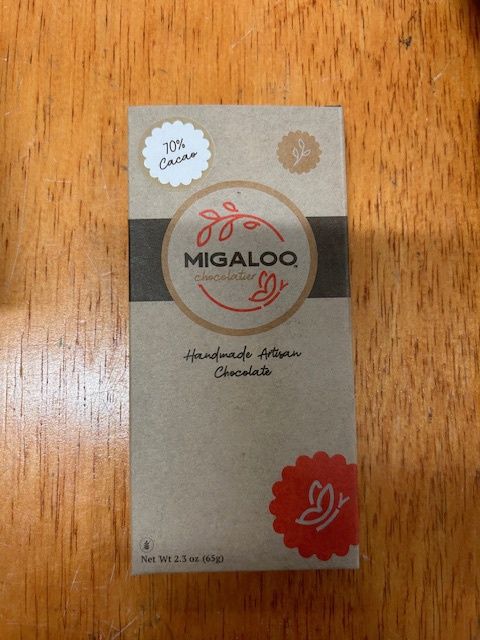 70%
Cacao
MIGALOO
chocolatier
Handmade Artisan
Chocolate
Net Wt 2.3 oz (65g)